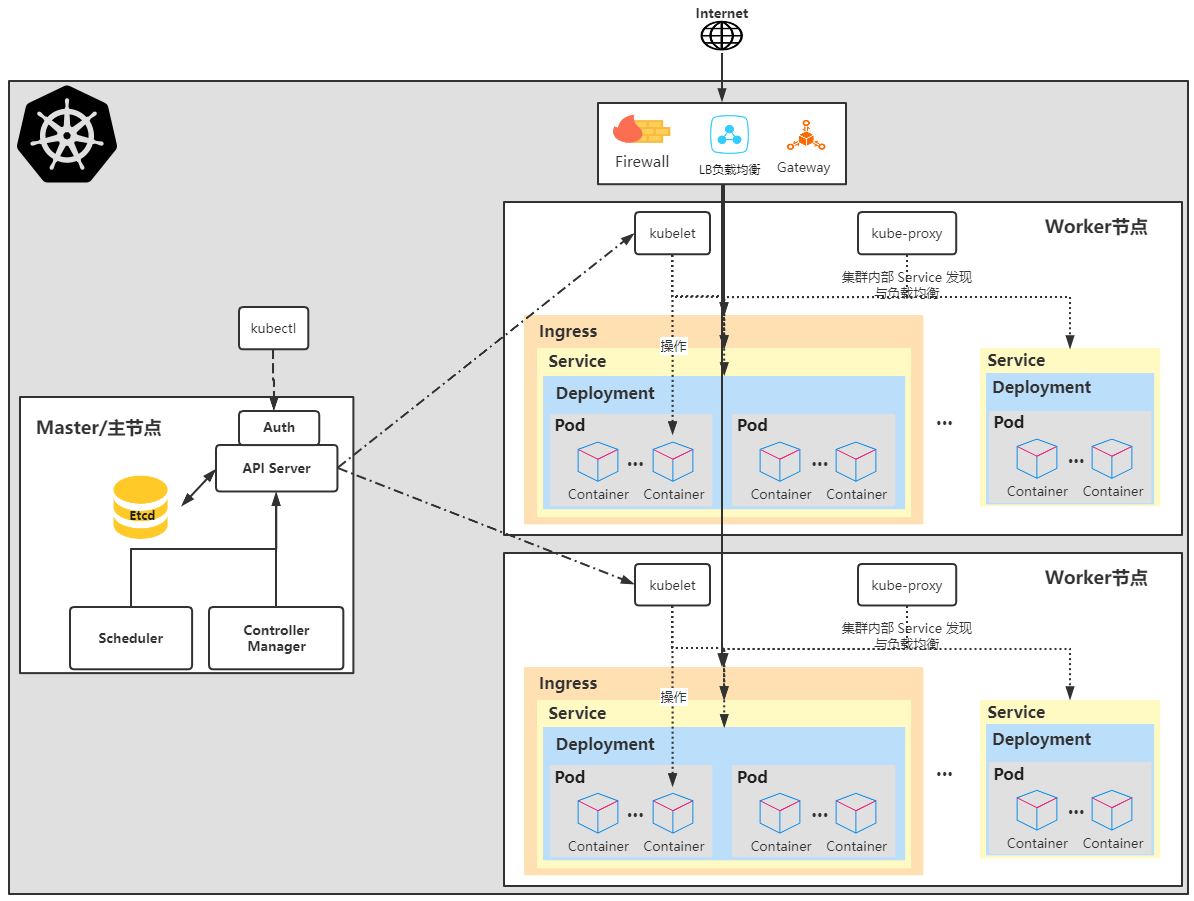 Internet
Firewall
LB负载均衡
Gateway
Worker节点
kubelet
kube-proxy
集群内部 Service 发现
与负载均衡
Ingress
操作
Service
Deployment
Pod
Container
Container
Pod
Container
Container
...
Service
Deployment
Pod
Container
Container
kubectl
Master/主节点
Auth
API Server
Etcd
Scheduler
Controller
Manager
Worker节点
kubelet
kube-proxy
集群内部 Service 发现
与负载均衡
Ingress
操作
Service
Deployment
Pod
Container
Container
Pod
Container
Container
...
Service
Deployment
Pod
Container
Container